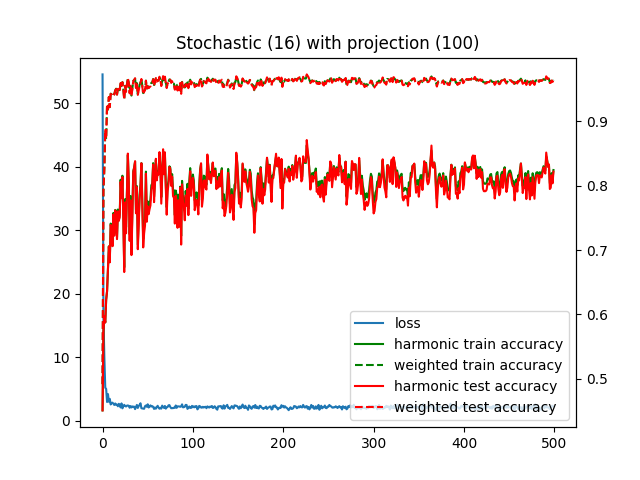 Stochastic (16) with projection (100)
50
40
30
20
10
0
0.9
0.8
0.7
0.6
0.5
loss
harmonic train accuracy
weighted train accuracy
harmonic test accuracy
weighted test accuracy
0 100 200 300 400 500